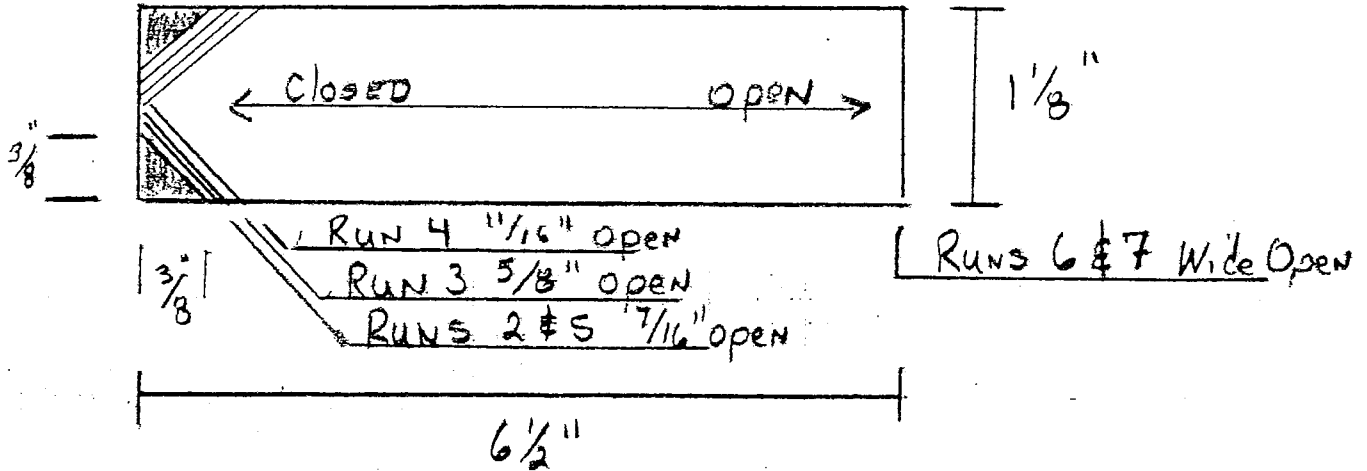 Closed Open
1 1/8"
3/8"
Run 4 11/16" open
Runs 6 & 7 Wide Open
3/8"
Run 3 5/8" open
Runs 2 & 5 7/16" open
6 1/2"